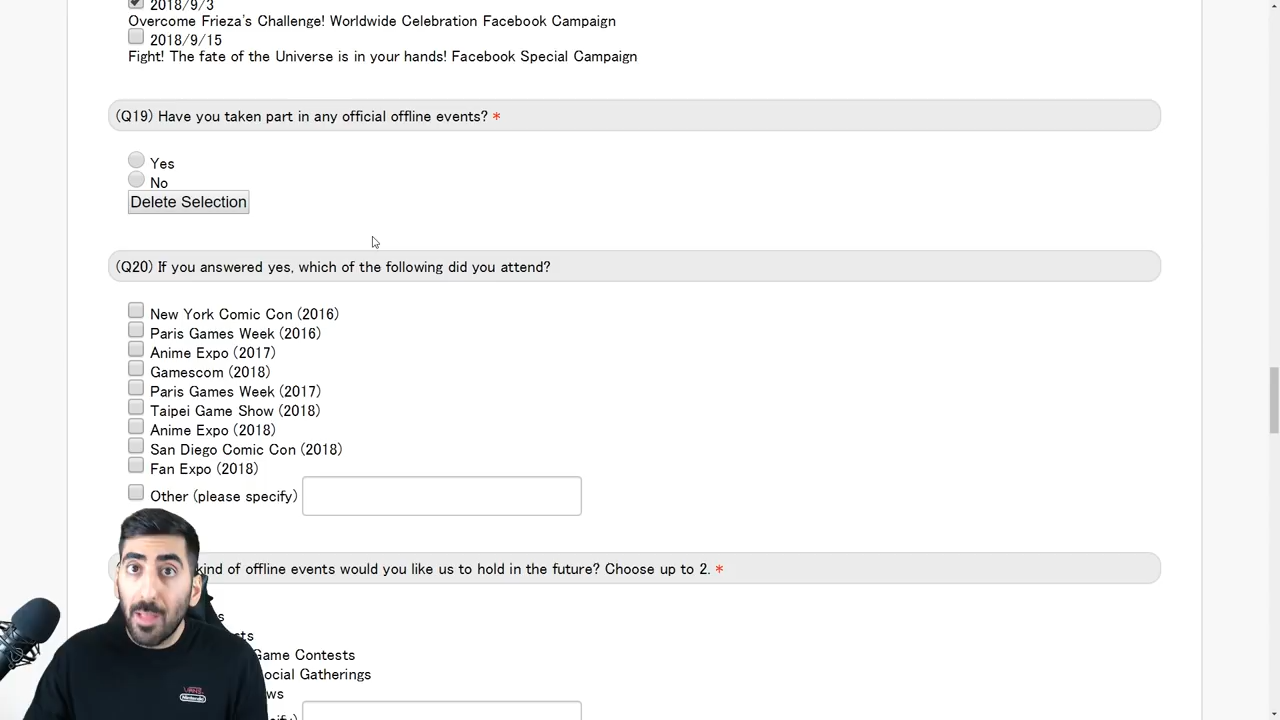 2018/9/3
Overcome Frieza's Challenge! Worldwide Celebration Facebook Campaign
2018/9/15
Fight! The fate of the Universe is in your hands! Facebook Special Campaign
(Q19) Have you taken part in any official offline events? *
Yes
No
Delete Selection
(Q20) If you answered yes, which of the following did you attend?
New York Comic Con (2016)
Paris Games Week (2016)
Anime Expo (2017)
Gamescom (2018)
Paris Games Week (2017)
Taipei Game Show (2018)
Anime Expo (2018)
San Diego Comic Con (2018)
Fan Expo (2018)
Other (please specify)
kind of offline events would you like us to hold in the future? Choose up to 2. *
Game Contests
Gatherings
Nintendo